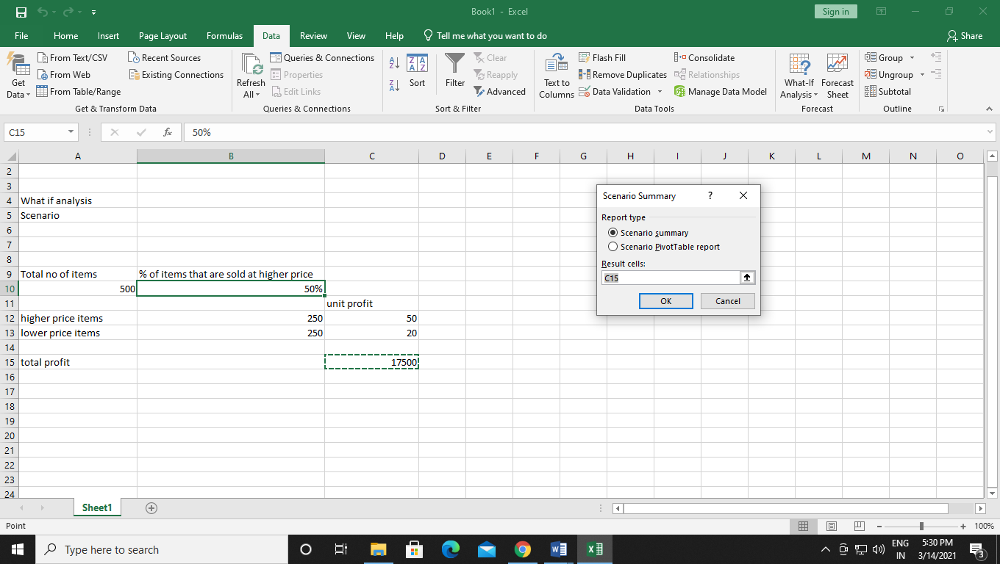 Book1 - Excel
Sign in
File Home Insert Page Layout Formulas Data Review View Help Tell me what you want to do Share
Get Data
From Text/CSV
From Web
From Table/Range
Recent Sources
Existing Connections
Get & Transform Data
Refresh All
Queries & Connections
Properties
Edit Links
Queries & Connections
Sort
Filter
Clear
Reapply
Advanced
Sort & Filter
Text to Columns
Flash Fill
Remove Duplicates
Data Validation
Consolidate
Relationships
Manage Data Model
Data Tools
What-If Analysis
Forecast Sheet
Forecast
Group
Ungroup
Subtotal
Outline
C15 fx 50%
A B C D E F G H I J K L M N O
2
3
4 What if analysis
5 Scenario
6
7
8
9 Total no of items % of items that are sold at higher price
10 500 50%
11 unit profit
12 higher price items 250 50
13 lower price items 250 20
14
15 total profit 17500
16
17
18
19
20
21
22
23
24
Scenario Summary ?
Report type
Scenario summary
Scenario PivotTable report
Result cells:
C15
OK Cancel
Sheet1
Point 100%
Type here to search
ENG
IN
5:30 PM
3/14/2021
3